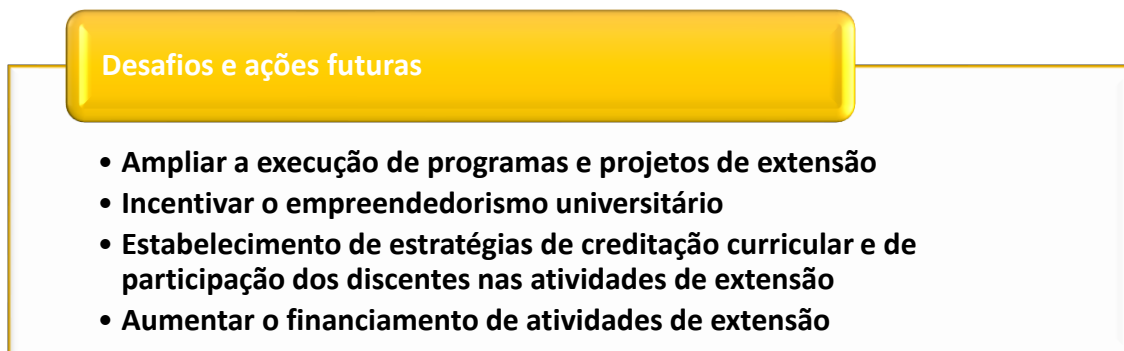 Desafios e ações futuras
• Ampliar a execução de programas e projetos de extensão
• Incentivar o empreendedorismo universitário
• Estabelecimento de estratégias de creditação curricular e de
participação dos discentes nas atividades de extensão
• Aumentar o financiamento de atividades de extensão